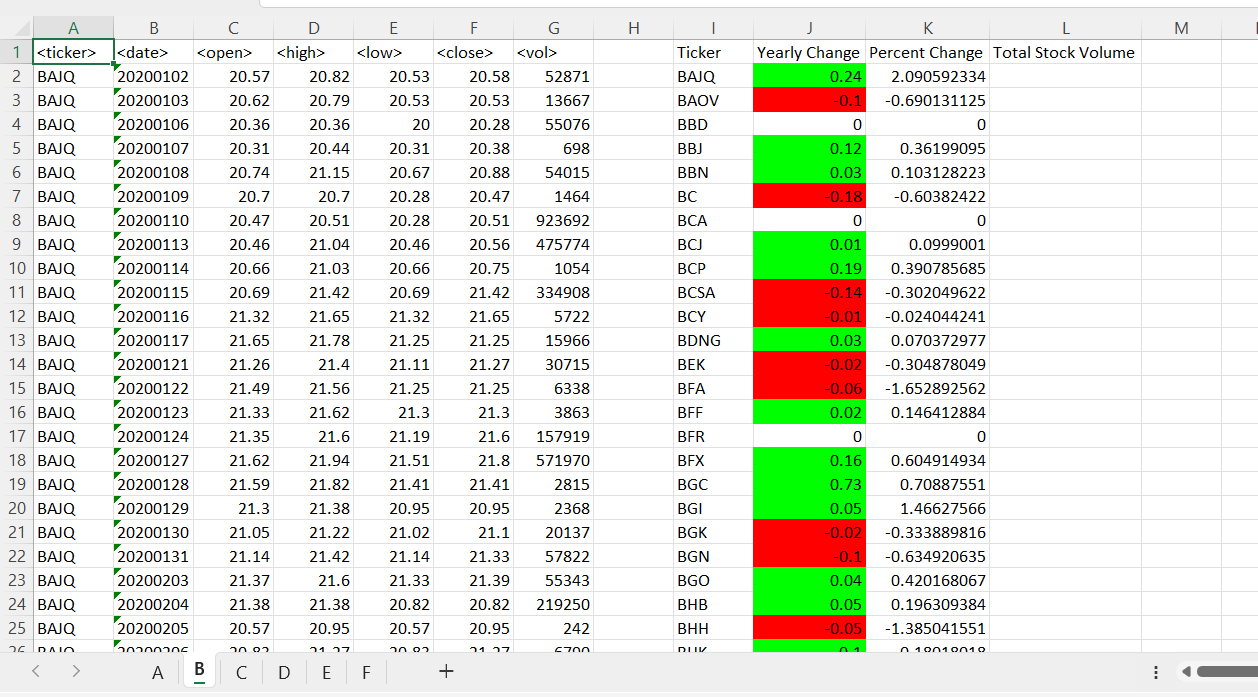 A B C D E F G H I J K L M
1 <ticker> <date> <open> <high> <low> <close> <vol> Ticker Yearly Change Percent Change Total Stock Volume
2 BAJQ 20200102 20.57 20.82 20.53 20.58 52871 BAJQ 0.24 2.090592334
3 BAJQ 20200103 20.62 20.79 20.53 20.53 13667 BAOV -0.1 -0.690131125
4 BAJQ 20200106 20.36 20.36 20 20.28 55076 BBD 0 0
5 BAJQ 20200107 20.31 20.44 20.31 20.38 698 BBJ 0.12 0.36199095
6 BAJQ 20200108 20.74 21.15 20.67 20.88 54015 BBN 0.03 0.103128223
7 BAJQ 20200109 20.7 20.7 20.28 20.47 1464 BC -0.18 -0.60382422
8 BAJQ 20200110 20.47 20.51 20.28 20.51 923692 BCA 0 0
9 BAJQ 20200113 20.46 21.04 20.46 20.56 475774 BCJ 0.01 0.0999001
10 BAJQ 20200114 20.66 21.03 20.66 20.75 1054 BCP 0.19 0.390785685
11 BAJQ 20200115 20.69 21.42 20.69 21.42 334908 BCSA -0.14 -0.302049622
12 BAJQ 20200116 21.32 21.65 21.32 21.65 5722 BCY -0.01 -0.024044241
13 BAJQ 20200117 21.65 21.78 21.25 21.25 15966 BDNG 0.03 0.070372977
14 BAJQ 20200121 21.26 21.4 21.11 21.27 30715 BEK -0.02 -0.304878049
15 BAJQ 20200122 21.49 21.56 21.25 21.25 6338 BFA -0.06 -1.652892562
16 BAJQ 20200123 21.33 21.62 21.3 21.3 3863 BFF 0.02 0.146412884
17 BAJQ 20200124 21.35 21.6 21.19 21.6 157919 BFR 0 0
18 BAJQ 20200127 21.62 21.94 21.51 21.8 571970 BFX 0.16 0.604914934
19 BAJQ 20200128 21.59 21.82 21.41 21.41 2815 BGC 0.73 0.70887551
20 BAJQ 20200129 21.3 21.38 20.95 20.95 2368 BGI 0.05 1.46627566
21 BAJQ 20200130 21.05 21.22 21.02 21.1 20137 BGK -0.02 -0.333889816
22 BAJQ 20200131 21.14 21.42 21.14 21.33 57822 BGN -0.1 -0.634920635
23 BAJQ 20200203 21.37 21.6 21.33 21.39 55343 BGO 0.04 0.420168067
24 BAJQ 20200204 21.38 21.38 20.82 20.82 219250 BHB 0.05 0.196309384
25 BAJQ 20200205 20.57 20.95 20.57 20.95 242 BHH -0.05 -1.385041551
A B C D E F +